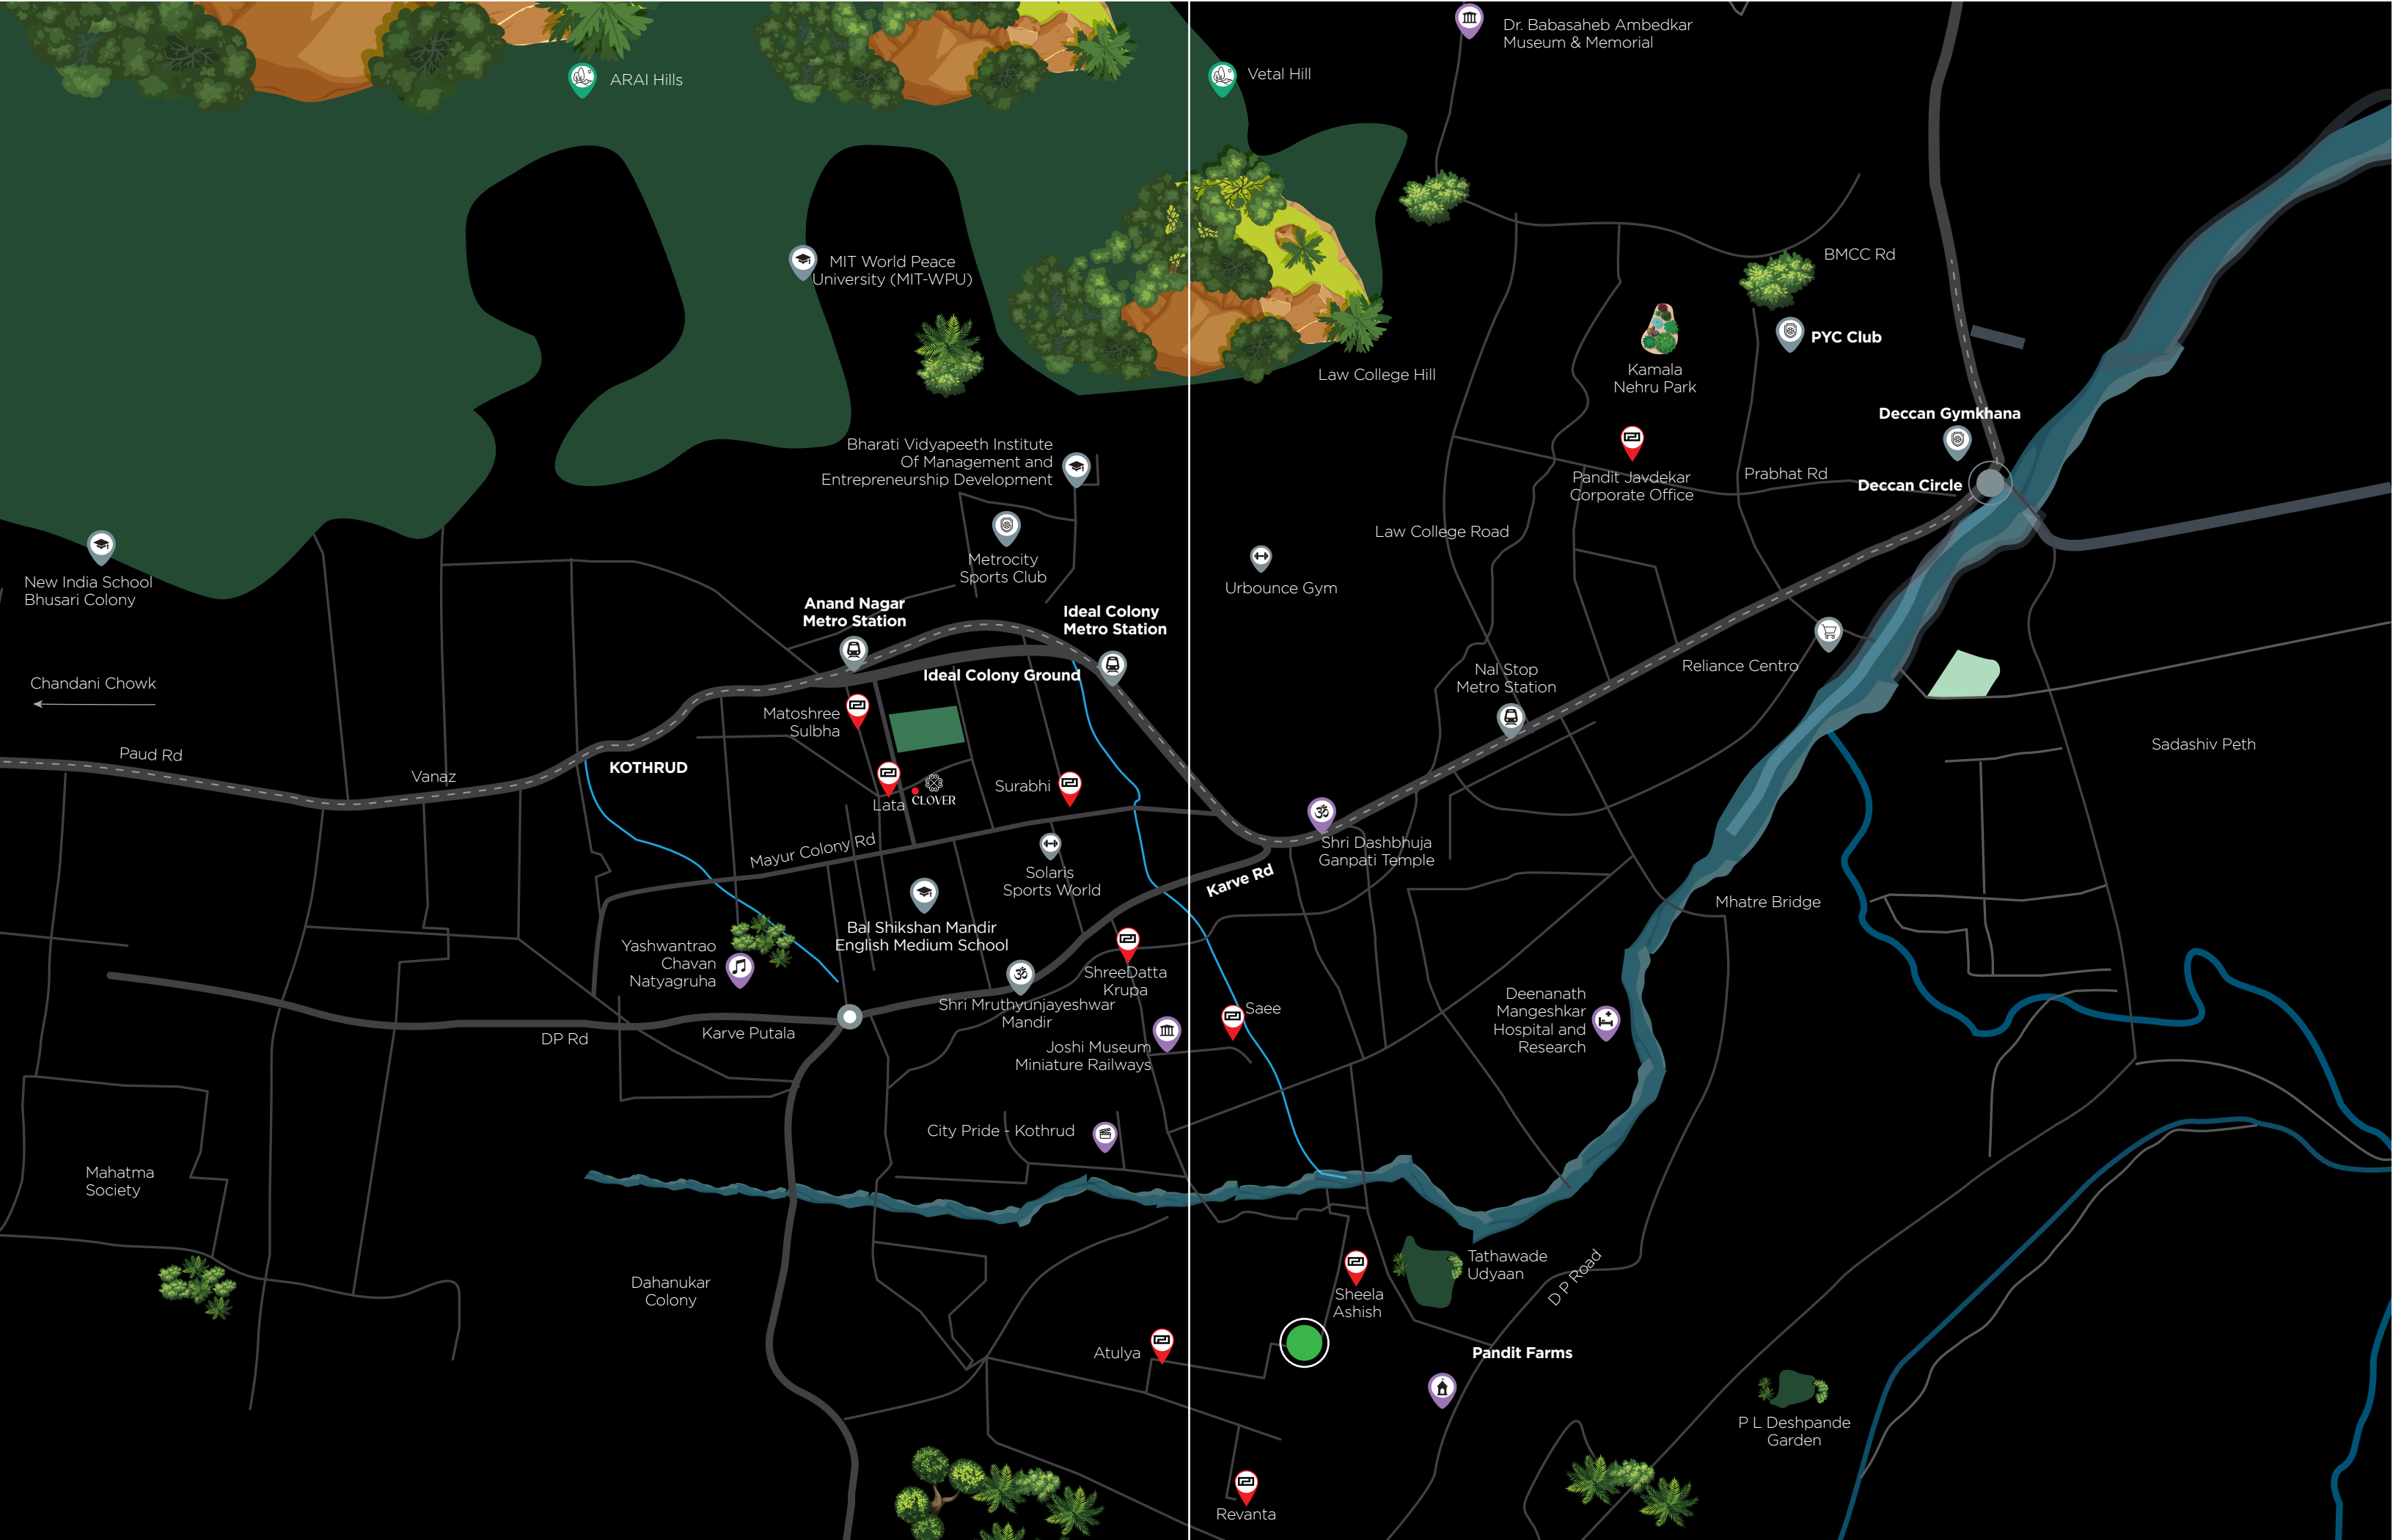 Dr. Babasaheb Ambedkar
Museum & Memorial
ARAI Hills
Vetal Hill
MIT World Peace
University (MIT-WPU)
BMCC Rd
PYC Club
Law College Hill
Kamala
Nehru Park
Deccan Gymkhana
Bharati Vidyapeeth Institute
Of Management and
Entrepreneurship Development
Pandit Javdekar
Corporate Office
Prabhat Rd
Deccan Circle
Law College Road
Metrocity
Sports Club
Urbounce Gym
New India School
Bhusari Colony
Anand Nagar
Metro Station
Ideal Colony
Metro Station
Ideal Colony Ground
Nal Stop
Metro Station
Reliance Centro
Chandani Chowk
Matoshree
Sulbha
Paud Rd
Vanaz
KOTHRUD
Sadashiv Peth
Surabhi
Lata
CLOVER
Mayur Colony Rd
Shri Dashbhuja
Ganpati Temple
Solaris
Sports World
Karve Rd
Mhatre Bridge
Bal Shikshan Mandir
English Medium School
Yashwantrao
Chavan
Natyagruha
ShreeDatta
Krupa
Shri Mruthyunjayeshwar
Mandir
Saee
Deenanath
Mangeshkar
Hospital and
Research
DP Rd
Karve Putala
Joshi Museum
Miniature Railways
City Pride - Kothrud
Mahatma
Society
Dahanukar
Colony
Sheela
Ashish
Tathawade
Udyaan
D P Road
Atulya
Pandit Farms
P L Deshpande
Garden
Revanta